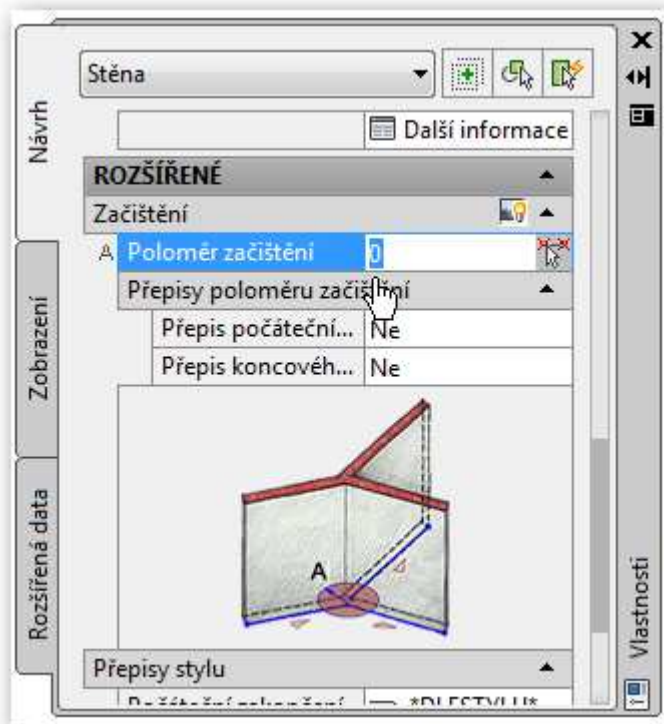 Návrh
Zobrazení
Rozšířená data
Stěna
Další informace
ROZŠÍŘENÉ
Začištění
A Poloměr začištění 0
Přepisy poloměru začištění
Přepis počáteční... Ne
Přepis koncovéh... Ne
A
Přepisy stylu
Vlastnosti